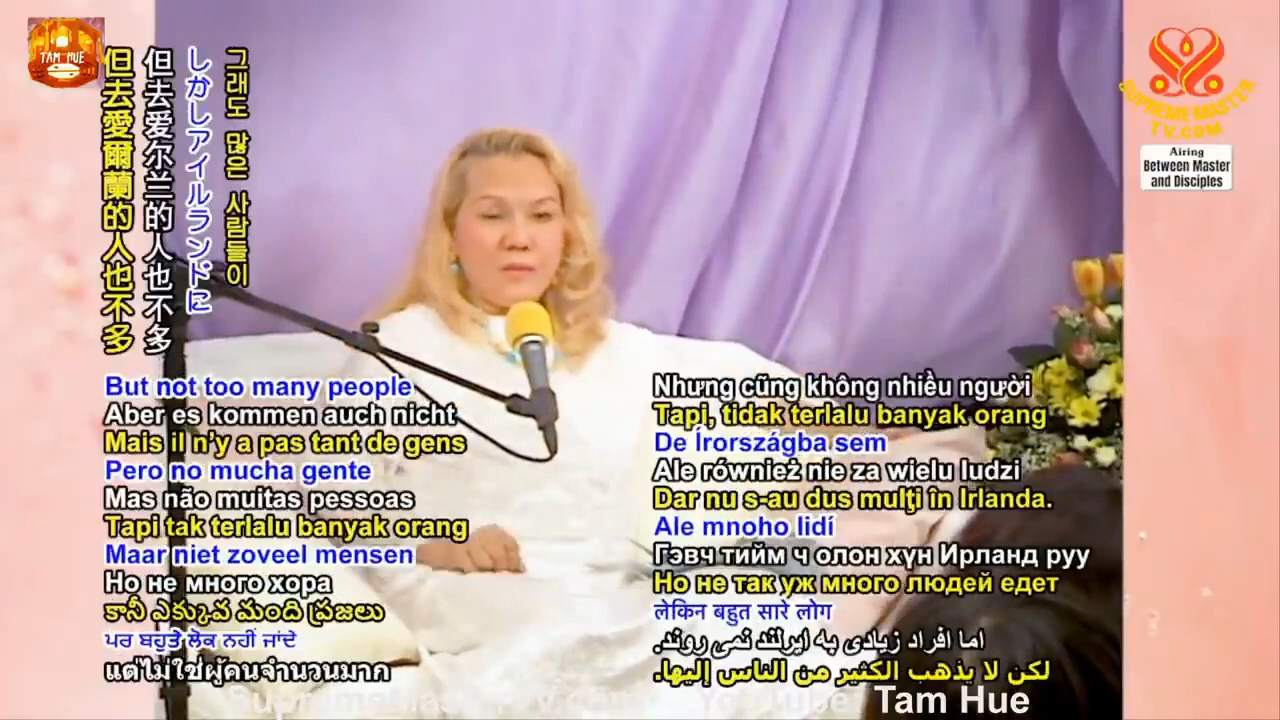 TAM HUE
但去愛爾蘭的人也不多
但去爱尔兰的人也不多
しかしアイルランドに
그래도 많은 사람들이
SUPREME MASTER
TV.COM
Airing
Between Master
and Disciples
But not too many people
Aber es kommen auch nicht
Mais il n'y a pas tant de gens
Pero no mucha gente
Mas não muitas pessoas
Tapi tak terlalu banyak orang
Maar niet zoveel mensen
Но не много хора
కానీ ఎక్కువ మంది ప్రజలు
ਪਰ ਬਹੁਤੇ ਲੋਕ ਨਹੀਂ ਜਾਂਦੇ
แต่ไม่ใช่ผู้คนจำนวนมาก
Nhưng cũng không nhiều người
Tapi, tidak terlalu banyak orang
De Írországba sem
Ale również nie za wielu ludzi
Dar nu s-au dus mulţi în Irlanda.
Ale mnoho lidí
Гэвч тийм ч олон хүн Ирланд руу
Но не так уж много людей едет
लेकिन बहुत सारे लोग
اما افراد زیادی به ایرلند نمی روند.
لكن لا يذهب الكثير من الناس إليها.
Tam Hue